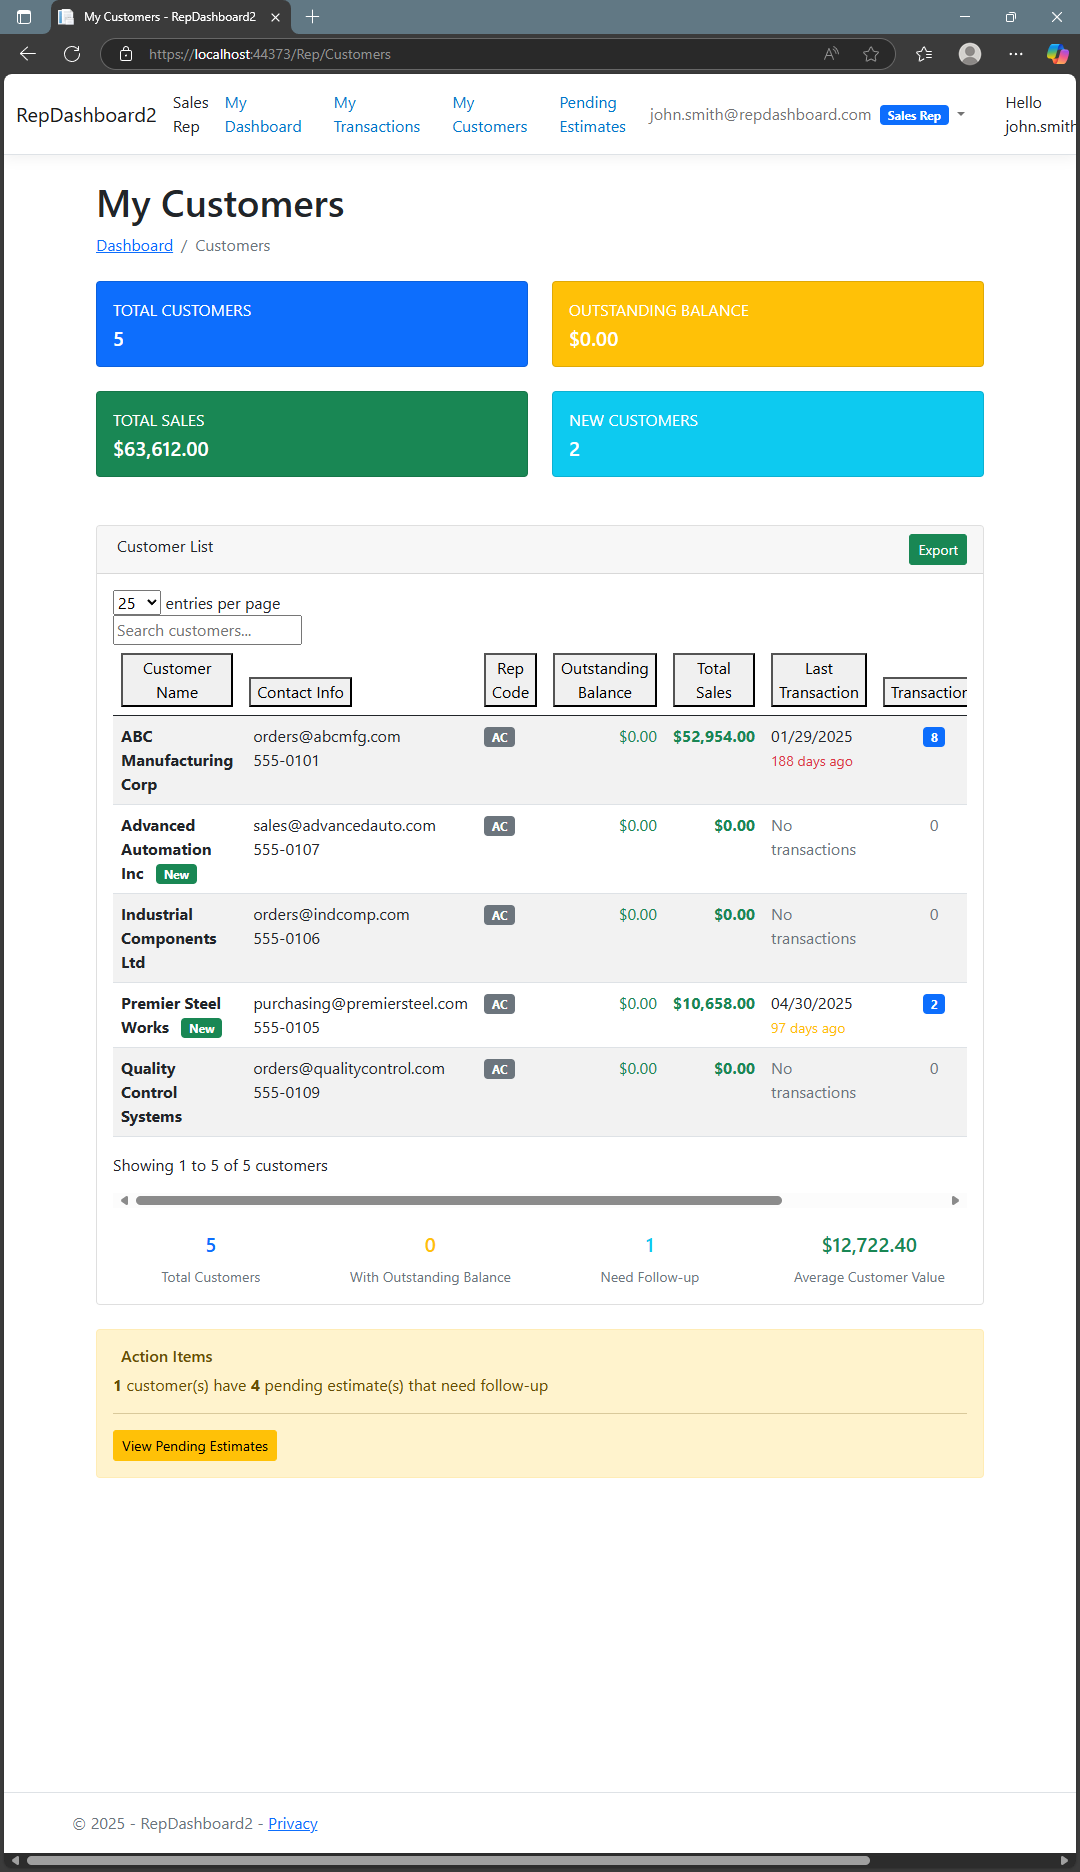 My Customers - RepDashboard2
https://localhost:44373/Rep/Customers
RepDashboard2
Sales
Rep
My
Dashboard
My
Transactions
My
Customers
Pending
Estimates
john.smith@repdashboard.com Sales Rep
Hello
john.smith
My Customers
Dashboard / Customers
TOTAL CUSTOMERS
5
OUTSTANDING BALANCE
$0.00
TOTAL SALES
$63,612.00
NEW CUSTOMERS
2
Customer List
Export
25 entries per page
Search customers...
Customer
Name
Contact Info
Rep
Code
Outstanding
Balance
Total
Sales
Last
Transaction
Transaction
ABC
Manufacturing
Corp
orders@abcmfg.com
555-0101
AC
$0.00
$52,954.00
01/29/2025
188 days ago
8
Advanced
Automation
Inc New
sales@advancedauto.com
555-0107
AC
$0.00
$0.00
No
transactions
0
Industrial
Components
Ltd
orders@indcomp.com
555-0106
AC
$0.00
$0.00
No
transactions
0
Premier Steel
Works New
purchasing@premiersteel.com
555-0105
AC
$0.00
$10,658.00
04/30/2025
97 days ago
2
Quality
Control
Systems
orders@qualitycontrol.com
555-0109
AC
$0.00
$0.00
No
transactions
0
Showing 1 to 5 of 5 customers
5
Total Customers
0
With Outstanding Balance
1
Need Follow-up
$12,722.40
Average Customer Value
Action Items
1 customer(s) have 4 pending estimate(s) that need follow-up
View Pending Estimates
© 2025 - RepDashboard2 - Privacy